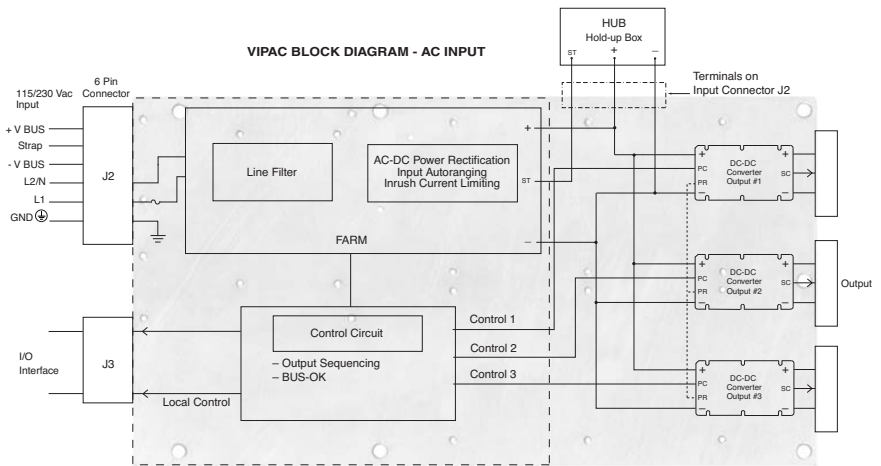 HUB
Hold-up Box
ST
+
–
VIPAC BLOCK DIAGRAM - AC INPUT
Terminals on
Input Connector J2
115/230 Vac
Input
6 Pin
Connector
+ V BUS
Strap
- V BUS
L2/N
L1
GND
J2
Line Filter
AC-DC Power Rectification
Input Autoranging
Inrush Current Limiting
+
ST
–
FARM
+
PC
PR
–
DC-DC
Converter
Output #1
+
SC
–
+
PC
PR
–
DC-DC
Converter
Output #2
+
SC
–
Output
+
PC
PR
–
DC-DC
Converter
Output #3
+
SC
–
I/O
Interface
J3
Local Control
Control Circuit
– Output Sequencing
– BUS-OK
Control 1
Control 2
Control 3